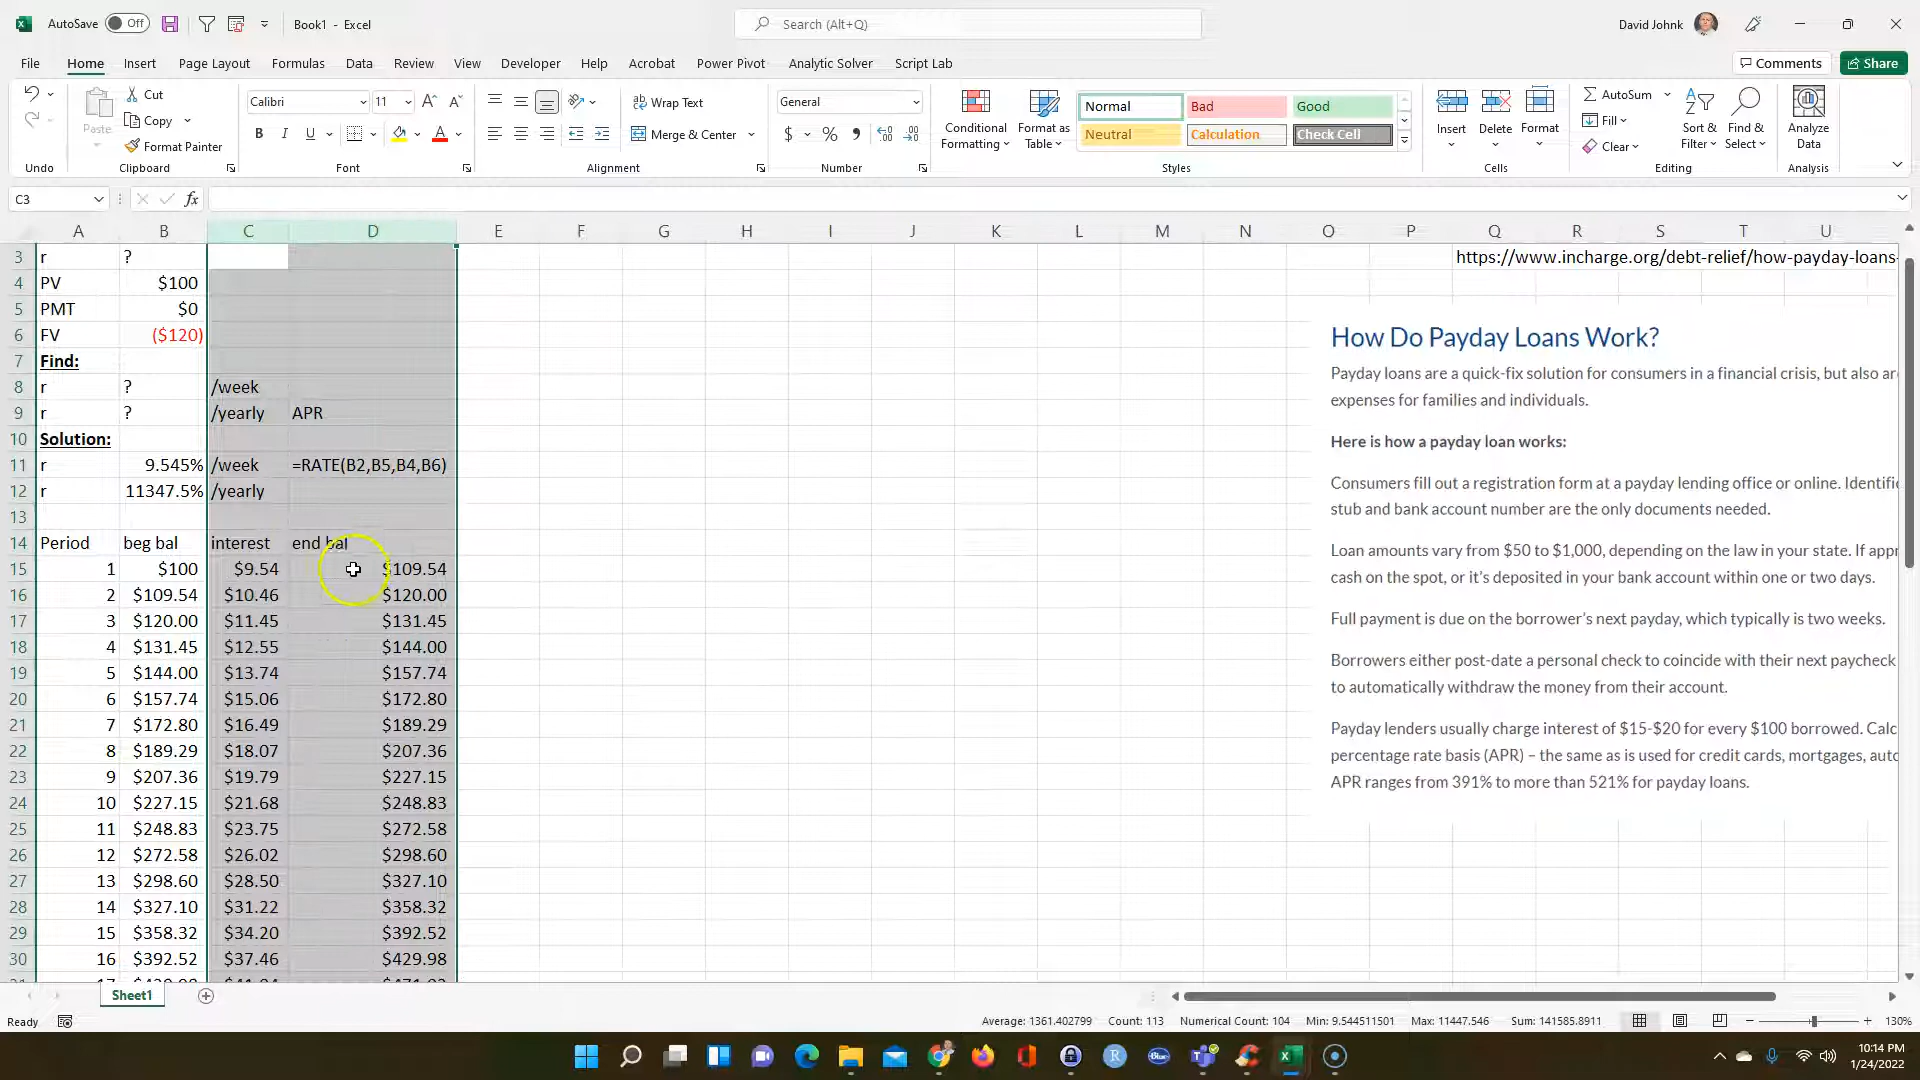 AutoSave Off Book1 - Excel Search (Alt+Q) David Johnk
File Home Insert Page Layout Formulas Data Review View Developer Help Acrobat Power Pivot Analytic Solver Script Lab Comments Share
Cut Calibri 11 Wrap Text General Normal Bad Good AutoSum
Paste Copy Conditional Formatting Format as Table Insert Delete Format Fill Sort & Filter Find & Select Analyze Data
Format Painter B I U Merge & Center $ % Neutral Calculation Check Cell Clear
Undo Clipboard Font Alignment Number Styles Cells Editing Analysis
C3 fx
A B C D E F G H I J K L M N O P Q R S T U
3 r ? https://www.incharge.org/debt-relief/how-payday-loans-
4 PV $100
5 PMT $0
6 FV ($120)
7 Find:
8 r ? /week
9 r ? /yearly APR
10 Solution:
11 r 9.545% /week =RATE(B2,B5,B4,B6)
12 r 11347.5% /yearly
13
14 Period beg bal interest end bal
15 1 $100 $9.54 $109.54
16 2 $109.54 $10.46 $120.00
17 3 $120.00 $11.45 $131.45
18 4 $131.45 $12.55 $144.00
19 5 $144.00 $13.74 $157.74
20 6 $157.74 $15.06 $172.80
21 7 $172.80 $16.49 $189.29
22 8 $189.29 $18.07 $207.36
23 9 $207.36 $19.79 $227.15
24 10 $227.15 $21.68 $248.83
25 11 $248.83 $23.75 $272.58
26 12 $272.58 $26.02 $298.60
27 13 $298.60 $28.50 $327.10
28 14 $327.10 $31.22 $358.32
29 15 $358.32 $34.20 $392.52
30 16 $392.52 $37.46 $429.98
How Do Payday Loans Work?
Payday loans are a quick-fix solution for consumers in a financial crisis, but also
expenses for families and individuals.
Here is how a payday loan works:
Consumers fill out a registration form at a payday lending office or online.
stub and bank account number are the only documents needed.
Loan amounts vary from $50 to $1,000, depending on the law in your state. If
cash on the spot, or it's deposited in your bank account within one or two days.
Full payment is due on the borrower's next payday, which typically is two weeks.
Borrowers either post-date a personal check to coincide with their next paycheck
to automatically withdraw the money from their account.
Payday lenders usually charge interest of $15-$20 for every $100 borrowed.
percentage rate basis (APR) – the same as is used for credit cards, mortgages,
APR ranges from 391% to more than 521% for payday loans.
Sheet1
Ready Average: 1361.402799 Count: 113 Numerical Count: 104 Min: 9.544511501 Max: 11447.546 Sum: 141585.8911 130%
10:14 PM
1/24/2022